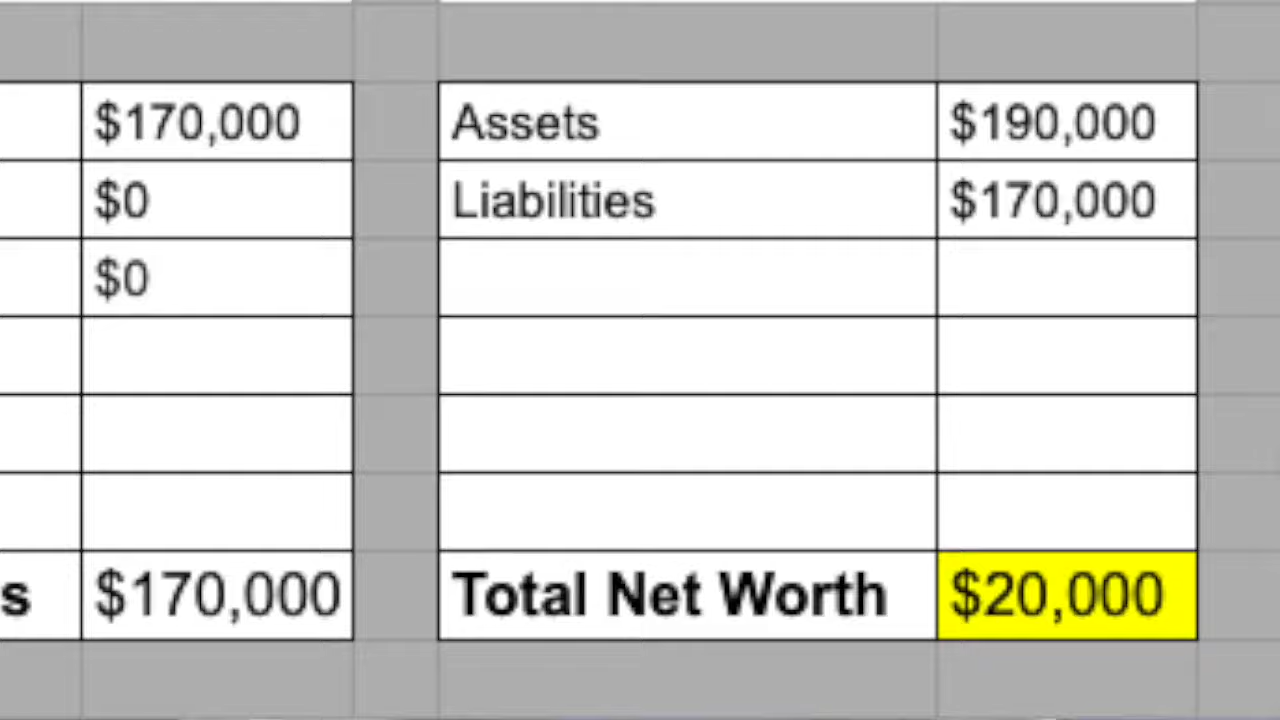 $170,000 Assets $190,000
$0 Liabilities $170,000
$0
s $170,000 Total Net Worth $20,000